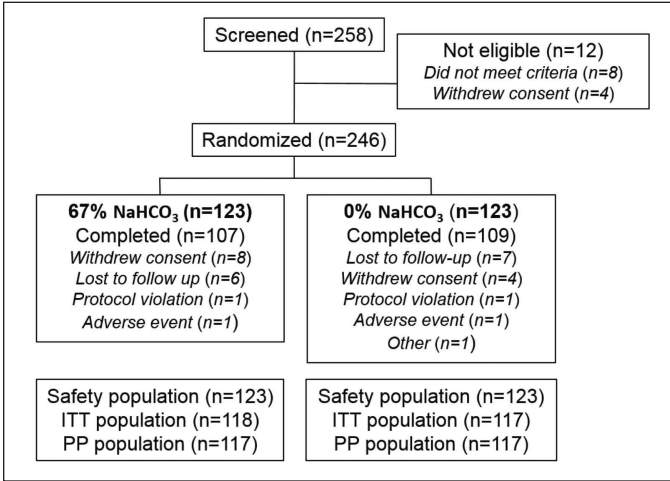 Screened (n=258)
Not eligible (n=12)
Did not meet criteria (n=8)
Withdrew consent (n=4)
Randomized (n=246)
67% NaHCO₃ (n=123)
Completed (n=107)
Withdrew consent (n=8)
Lost to follow up (n=6)
Protocol violation (n=1)
Adverse event (n=1)
0% NaHCO₃ (n=123)
Completed (n=109)
Lost to follow-up (n=7)
Withdrew consent (n=4)
Protocol violation (n=1)
Adverse event (n=1)
Other (n=1)
Safety population (n=123)
ITT population (n=118)
PP population (n=117)
Safety population (n=123)
ITT population (n=117)
PP population (n=117)